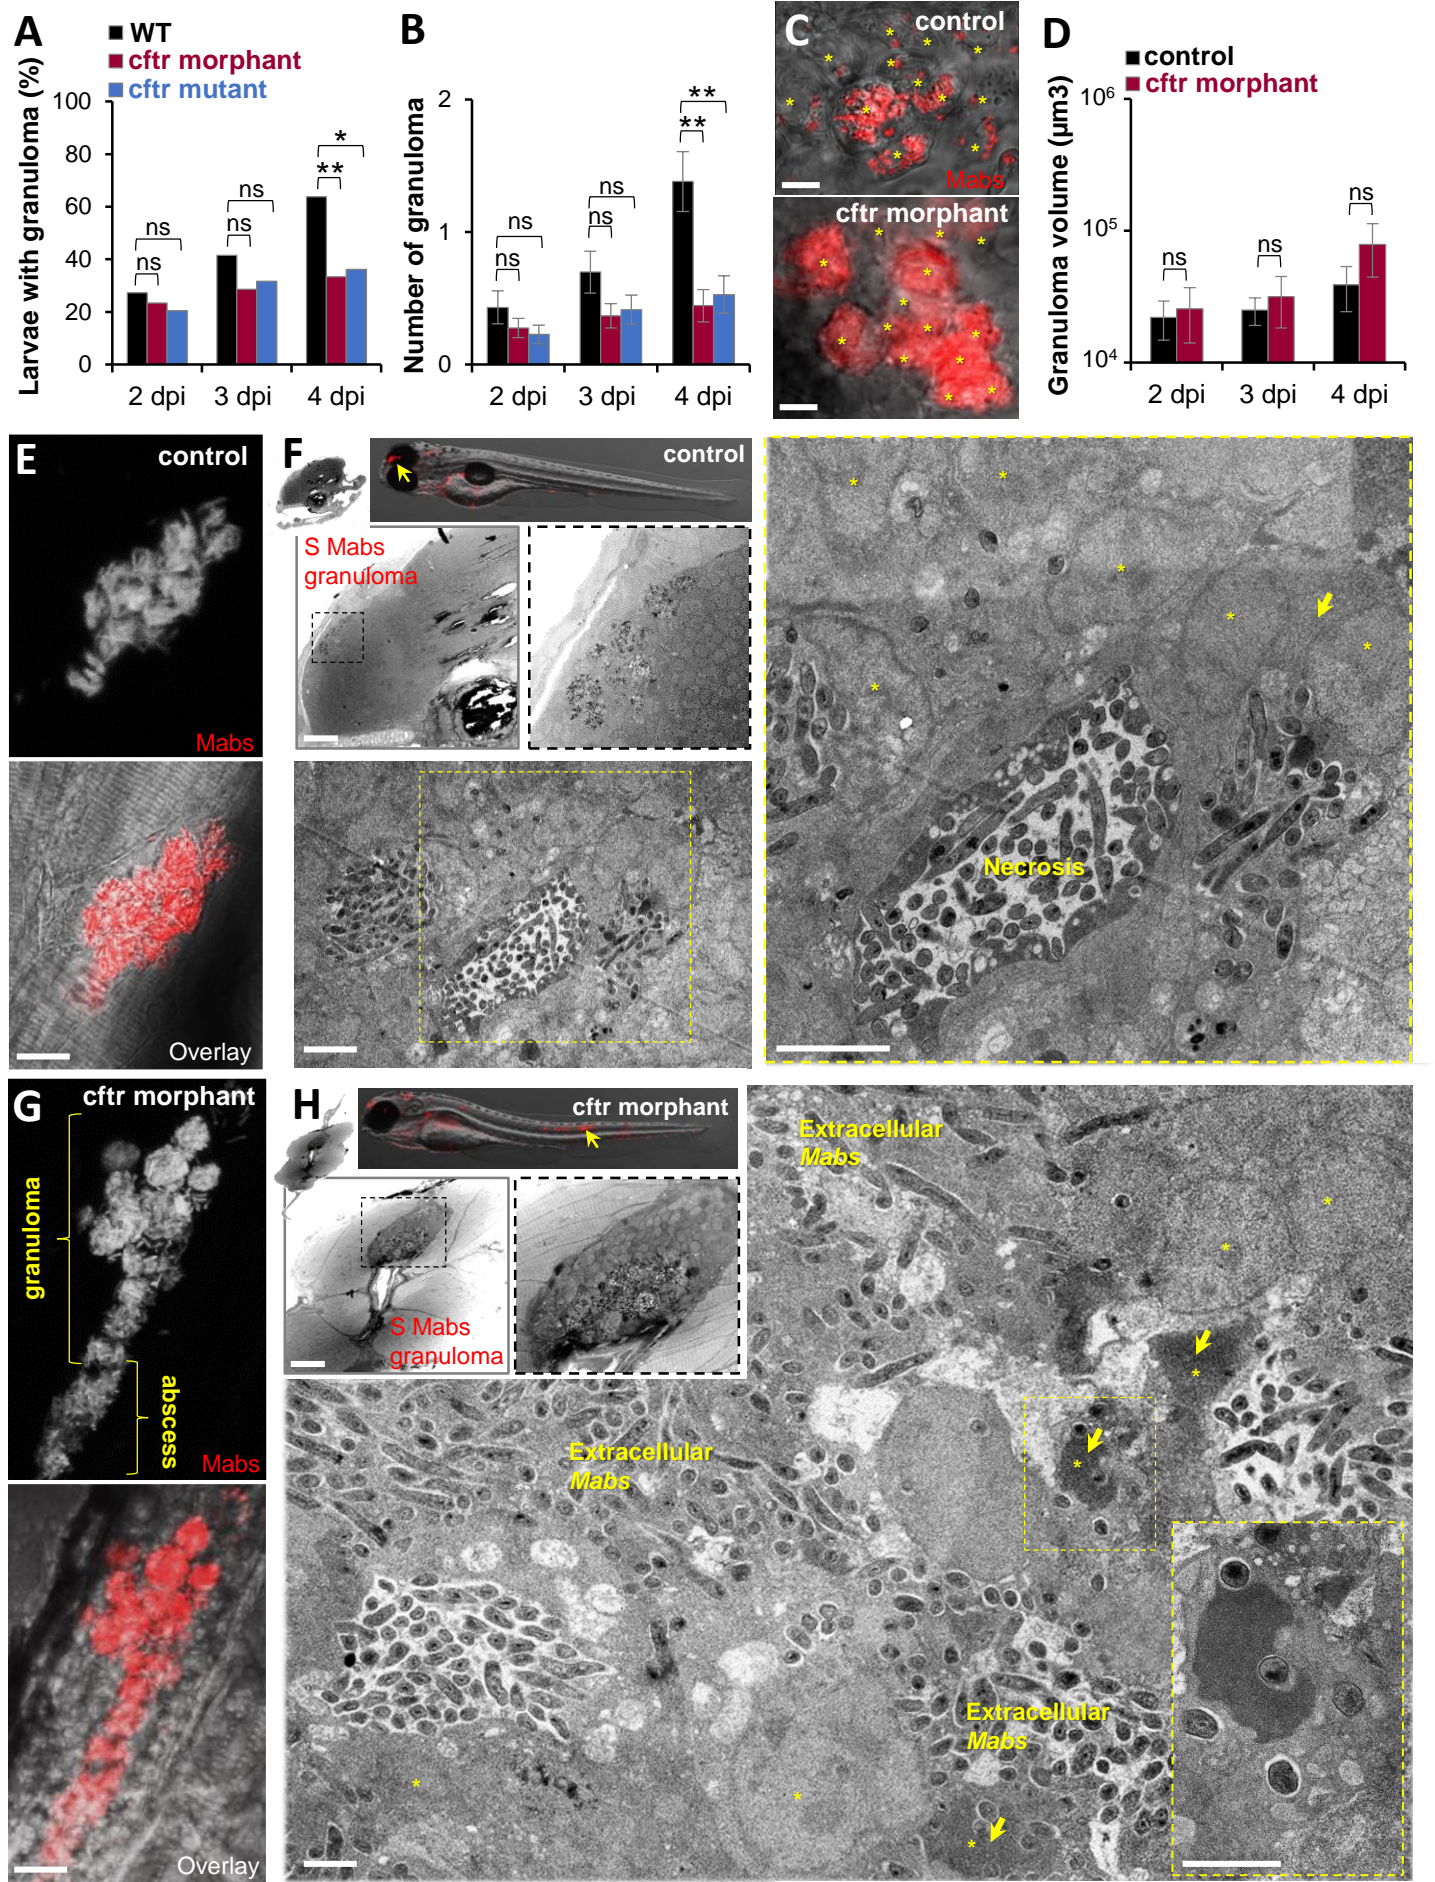 A
WT
cftr morphant
cftr mutant
Larvae with granuloma (%)
100
80
60
40
20
0
ns
ns
ns
ns
*
**
2 dpi
3 dpi
4 dpi
B
Number of granuloma
2
1
0
ns
ns
ns
ns
**
**
2 dpi
3 dpi
4 dpi
C
control
Mabs
cftr morphant
D
control
cftr morphant
Granuloma volume (µm3)
10⁶
10⁵
10⁴
ns
ns
ns
2 dpi
3 dpi
4 dpi
E
control
Mabs
Overlay
F
control
S Mabs
granuloma
Necrosis
G
cftr morphant
granuloma
abscess
Mabs
Overlay
H
cftr morphant
S Mabs
granuloma
Extracellular
Mabs
Extracellular
Mabs
Extracellular
Mabs